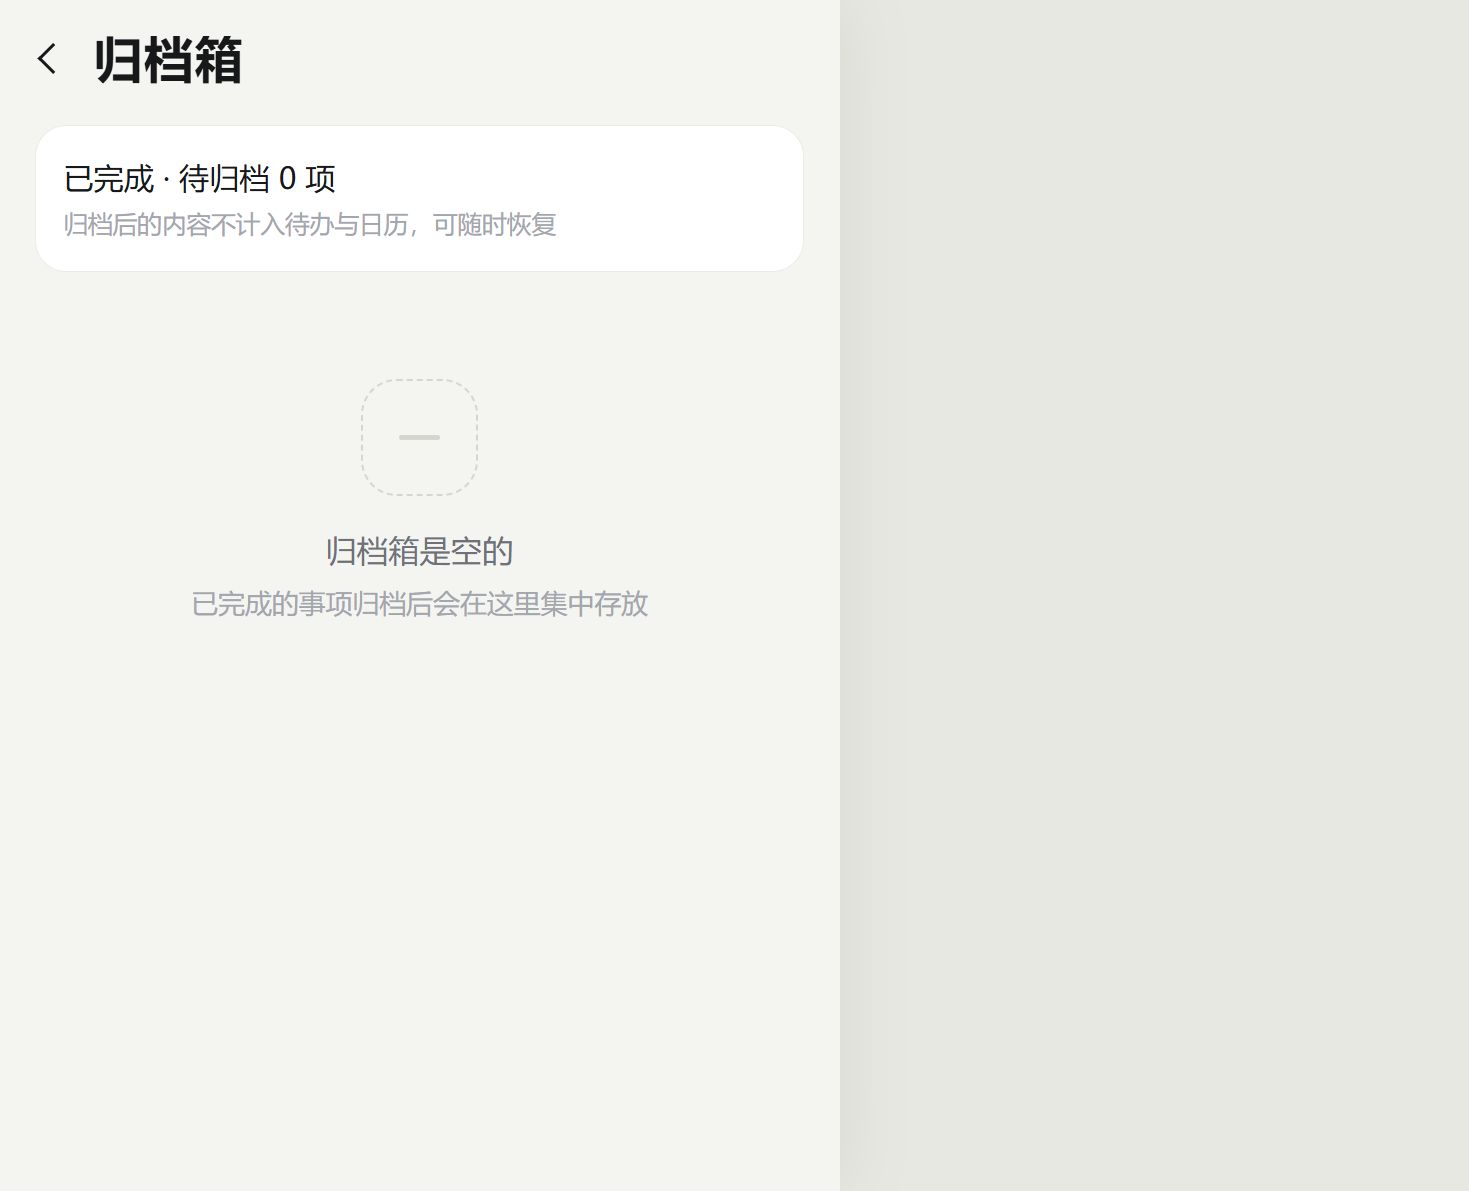 归档箱
已完成 · 待归档 0 项
归档后的内容不计入待办与日历，可随时恢复
归档箱是空的
已完成的事项归档后会在这里集中存放